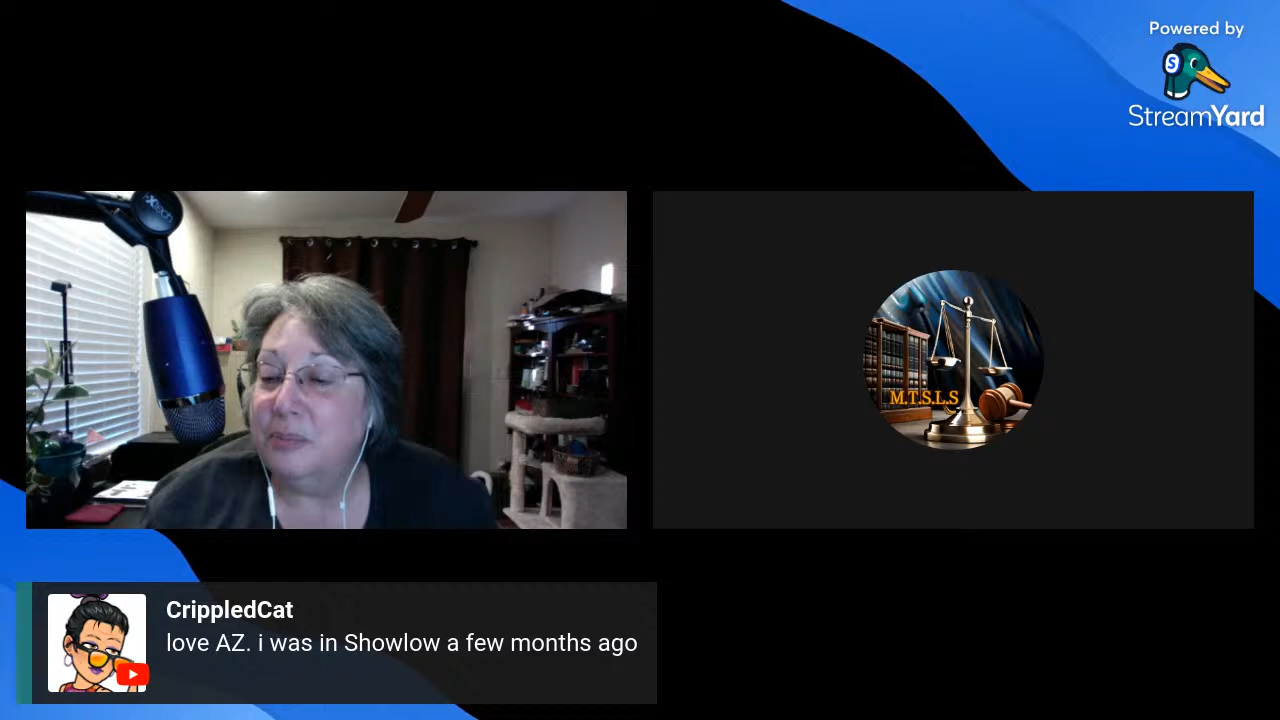 Powered by
S
StreamYard
M.T.S.L.S
CrippledCat
love AZ. i was in Showlow a few months ago